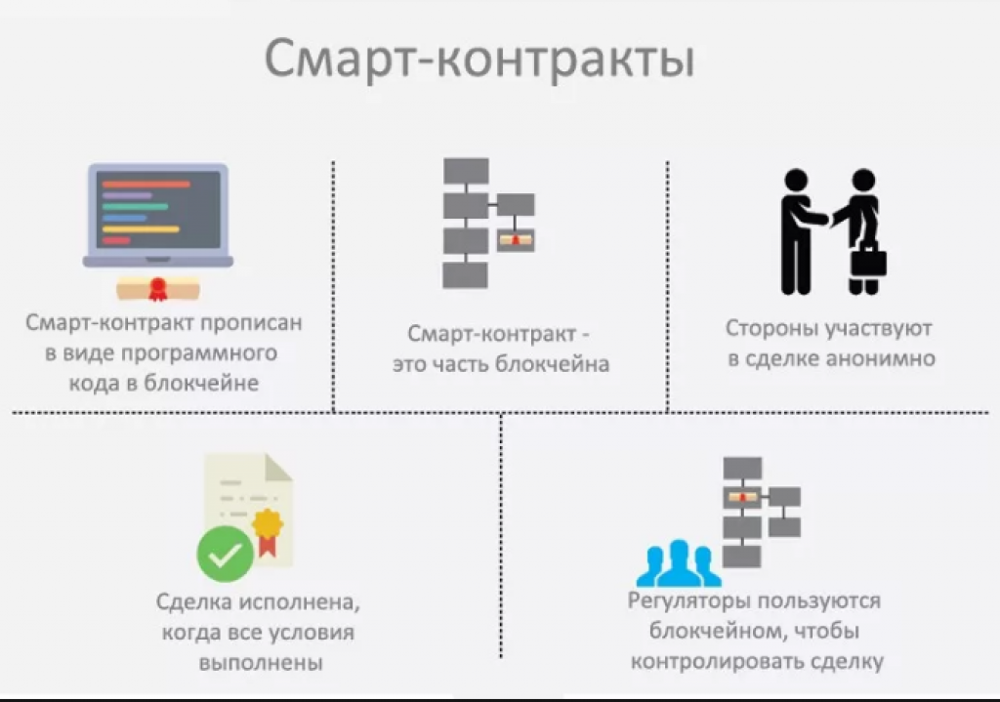 Смарт-контракты
Смарт-контракт прописан
в виде программного
кода в блокчейне
Смарт-контракт -
это часть блокчейна
Стороны участвуют
в сделке анонимно
Сделка исполнена,
когда все условия
выполнены
Регуляторы пользуются
блокчейном, чтобы
контролировать сделку